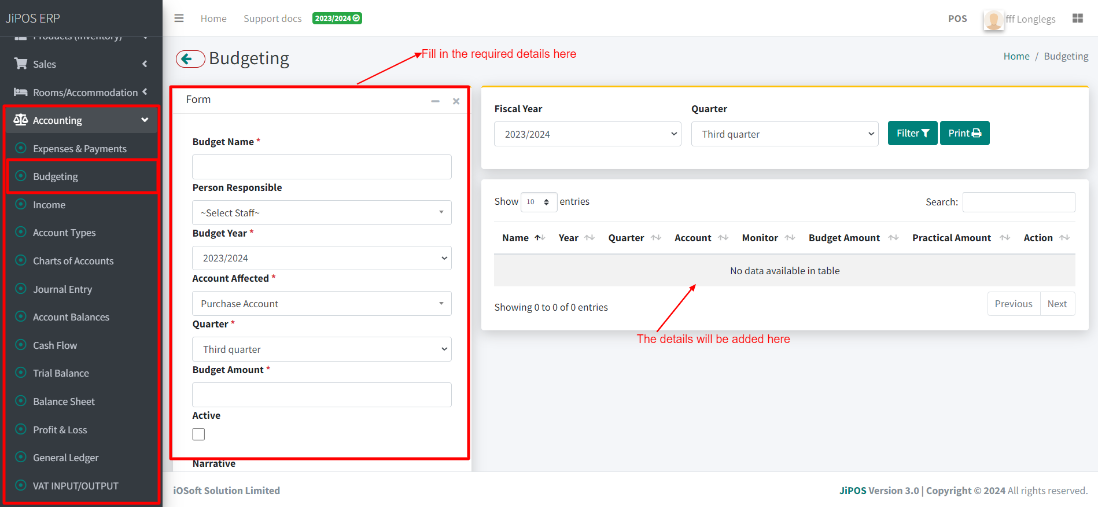 JiPOS ERP
Home Support docs 2023/2024 POS fff Longlegs
Products (Inventory)
Sales
Rooms/Accommodation
Accounting
Expenses & Payments
Budgeting
Income
Account Types
Charts of Accounts
Journal Entry
Account Balances
Cash Flow
Trial Balance
Balance Sheet
Profit & Loss
General Ledger
VAT INPUT/OUTPUT
Budgeting
Fill in the required details here
Home / Budgeting
Form
Budget Name *
Person Responsible
~Select Staff~
Budget Year *
2023/2024
Account Affected *
Purchase Account
Quarter *
Third quarter
Budget Amount *
Active
Narrative
Fiscal Year Quarter
2023/2024 Third quarter Filter Print
Show 10 entries Search:
Name Year Quarter Account Monitor Budget Amount Practical Amount Action
No data available in table
Showing 0 to 0 of 0 entries Previous Next
The details will be added here
iOSoft Solution Limited JiPOS Version 3.0 | Copyright © 2024 All rights reserved.